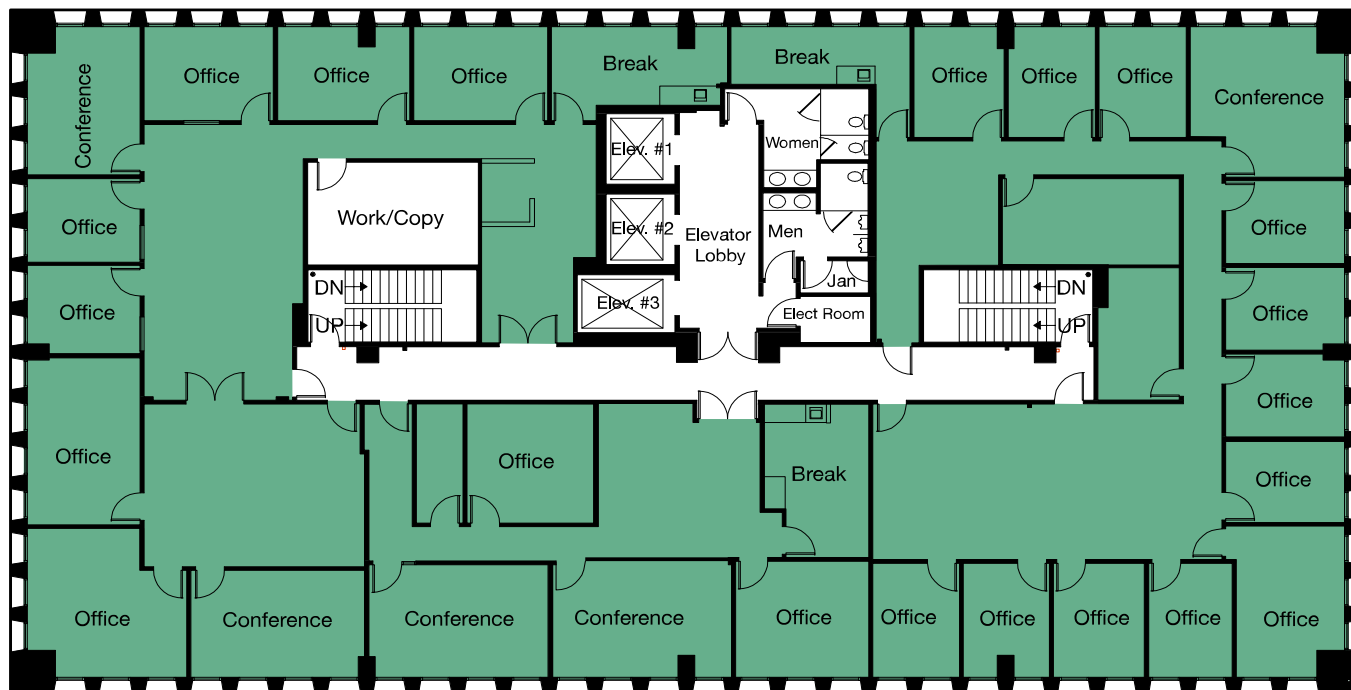 Conference
Office
Office
Office
Break
Break
Office
Office
Office
Conference
Elev. #1
Women
Office
Work/Copy
Elev. #2
Elevator
Lobby
Men
Office
Office
DN
UP
Elev. #3
Jan
Elect Room
DN
UP
Office
Office
Office
Office
Break
Office
Office
Conference
Conference
Conference
Office
Office
Office
Office
Office
Office